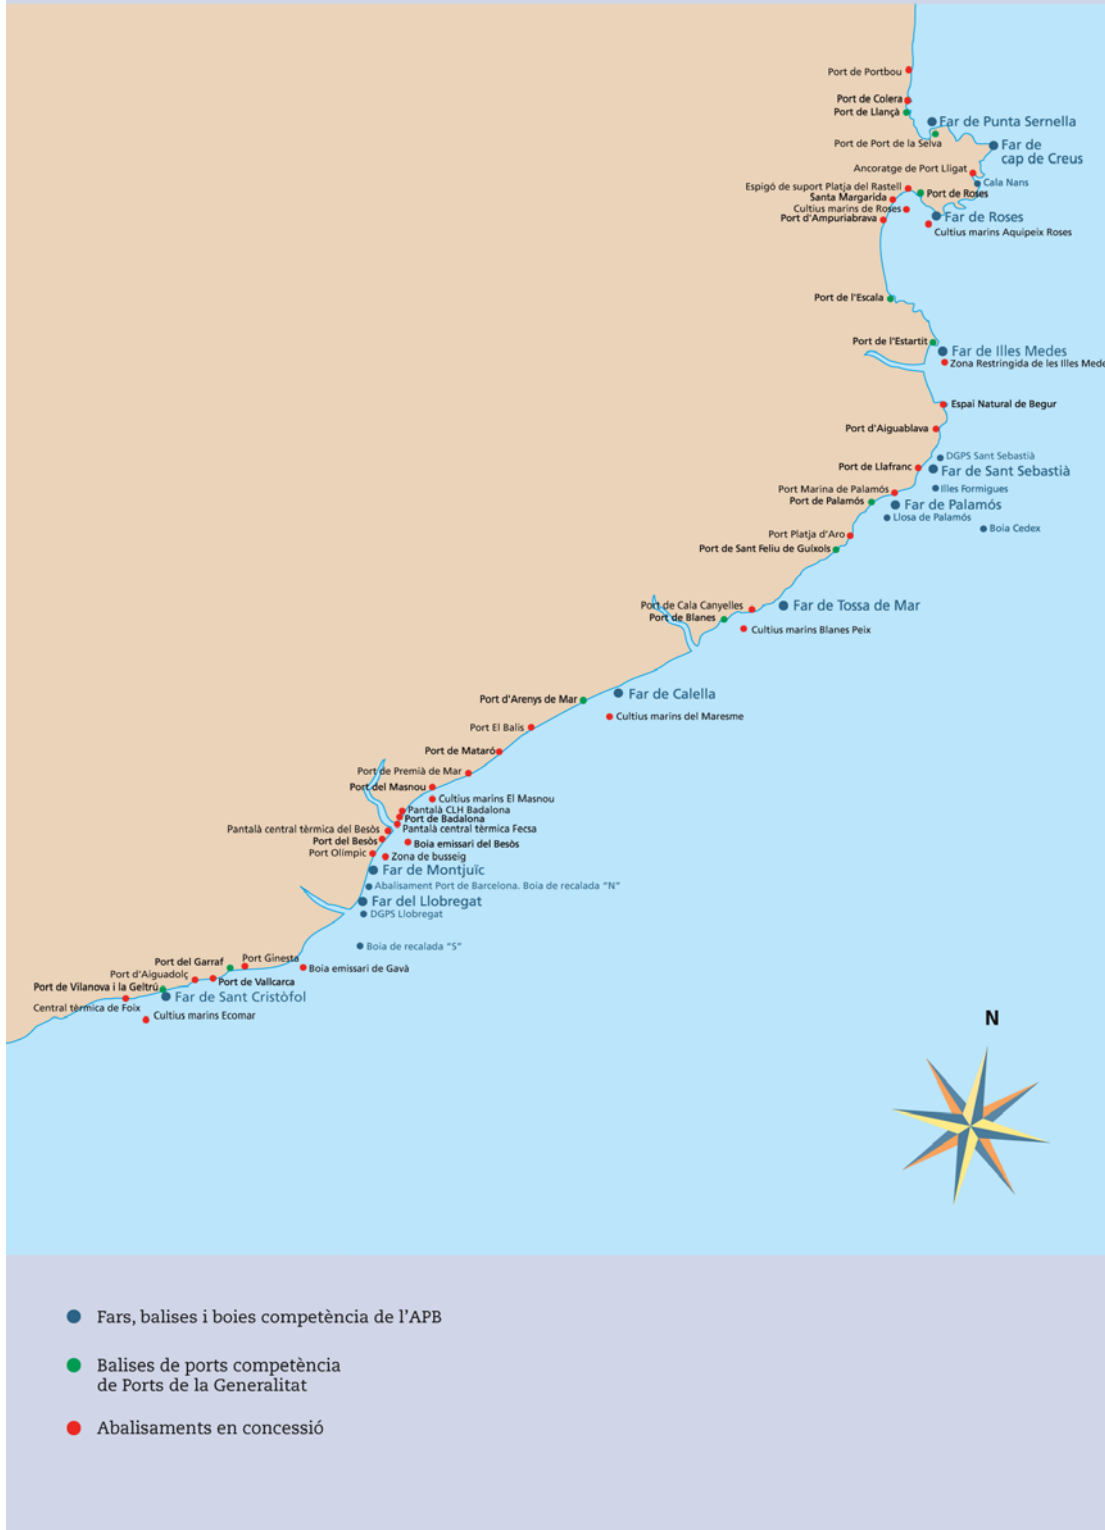 Port de Portbou
Port de Colera
Port de Llançà
Far de Punta Sernella
Port de Port de la Selva
Far de
cap de Creus
Ancoratge de Port Lligat
Cala Nans
Espigó de suport Platja del Rastell
Port de Roses
Santa Margarida
Cultius marins de Roses
Far de Roses
Port d'Ampuriabrava
Cultius marins Aquipeix Roses
Port de l'Escala
Port de l'Estartit
Far de Illes Medes
Zona Restringida de les Illes Mede
Espai Natural de Begur
Port d'Aiguablava
DGPS Sant Sebastià
Port de Llafranc
Far de Sant Sebastià
Port Marina de Palamós
Illes Formigues
Port de Palamós
Far de Palamós
Llosa de Palamós
Boia Cedex
Port Platja d'Aro
Port de Sant Feliu de Guíxols
Port de Cala Canyelles
Far de Tossa de Mar
Port de Blanes
Cultius marins Blanes Peix
Far de Calella
Port d'Arenys de Mar
Cultius marins del Maresme
Port El Balis
Port de Mataró
Port de Premià de Mar
Port del Masnou
Cultius marins El Masnou
Pantalà CLH Badalona
Port de Badalona
Pantalà central tèrmica del Besòs
Pantalà central tèrmica Fecsa
Port del Besòs
Boia emissari del Besòs
Port Olímpic
Zona de busseig
Far de Montjuïc
Abalisament Port de Barcelona. Boia de recalada "N"
Far del Llobregat
DGPS Llobregat
Boia de recalada "S"
Port del Garraf
Port Ginesta
Boia emissari de Gavà
Port d'Aiguadolç
Port de Vallcarca
Port de Vilanova i la Geltrú
Far de Sant Cristòfol
Central tèrmica de Foix
Cultius marins Ecomar
N
Fars, balises i boies competència de l'APB
Balises de ports competència
de Ports de la Generalitat
Abalisaments en concessió